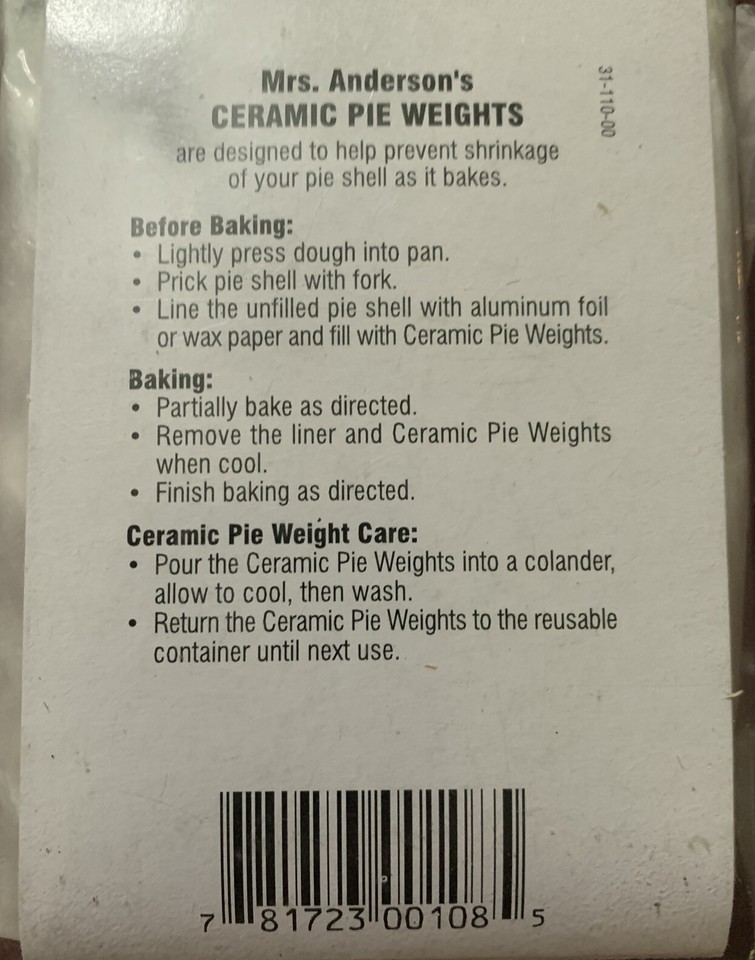 Mrs. Anderson's
CERAMIC PIE WEIGHTS
31-110-00
are designed to help prevent shrinkage
of your pie shell as it bakes.
Before Baking:
• Lightly press dough into pan.
• Prick pie shell with fork.
• Line the unfilled pie shell with aluminum foil
or wax paper and fill with Ceramic Pie Weights.
Baking:
• Partially bake as directed.
• Remove the liner and Ceramic Pie Weights
when cool.
• Finish baking as directed.
Ceramic Pie Weight Care:
• Pour the Ceramic Pie Weights into a colander,
allow to cool, then wash.
• Return the Ceramic Pie Weights to the reusable
container until next use.
7 81723 00108 5